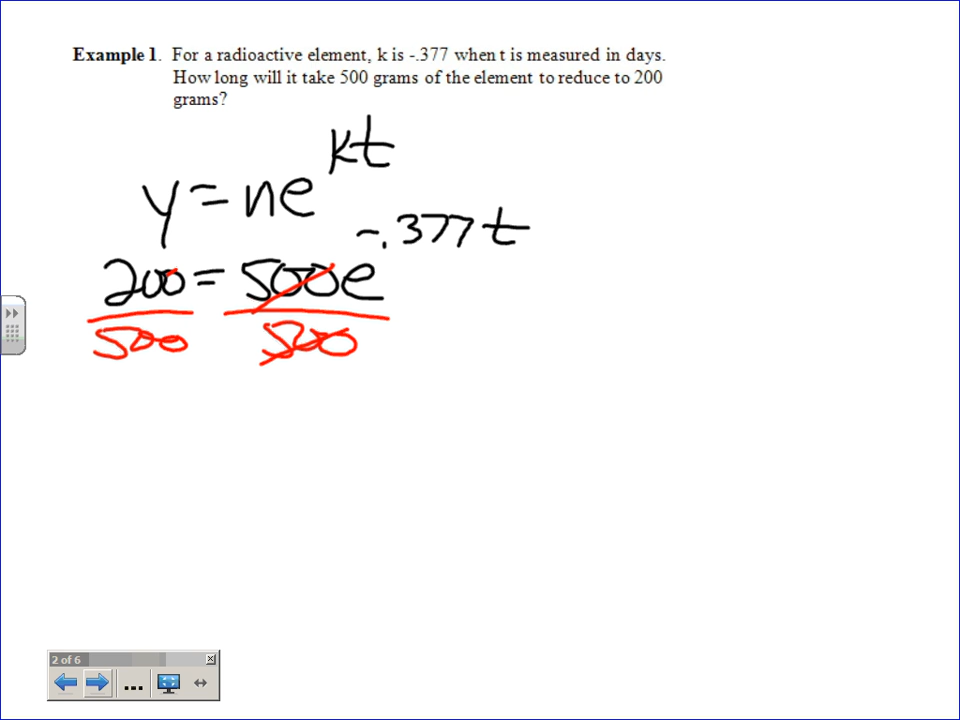 Example 1. For a radioactive element, k is -.377 when t is measured in days.
How long will it take 500 grams of the element to reduce to 200
grams?
y = ne^kt
200 = 500e^-.377t
500 500
2 of 6